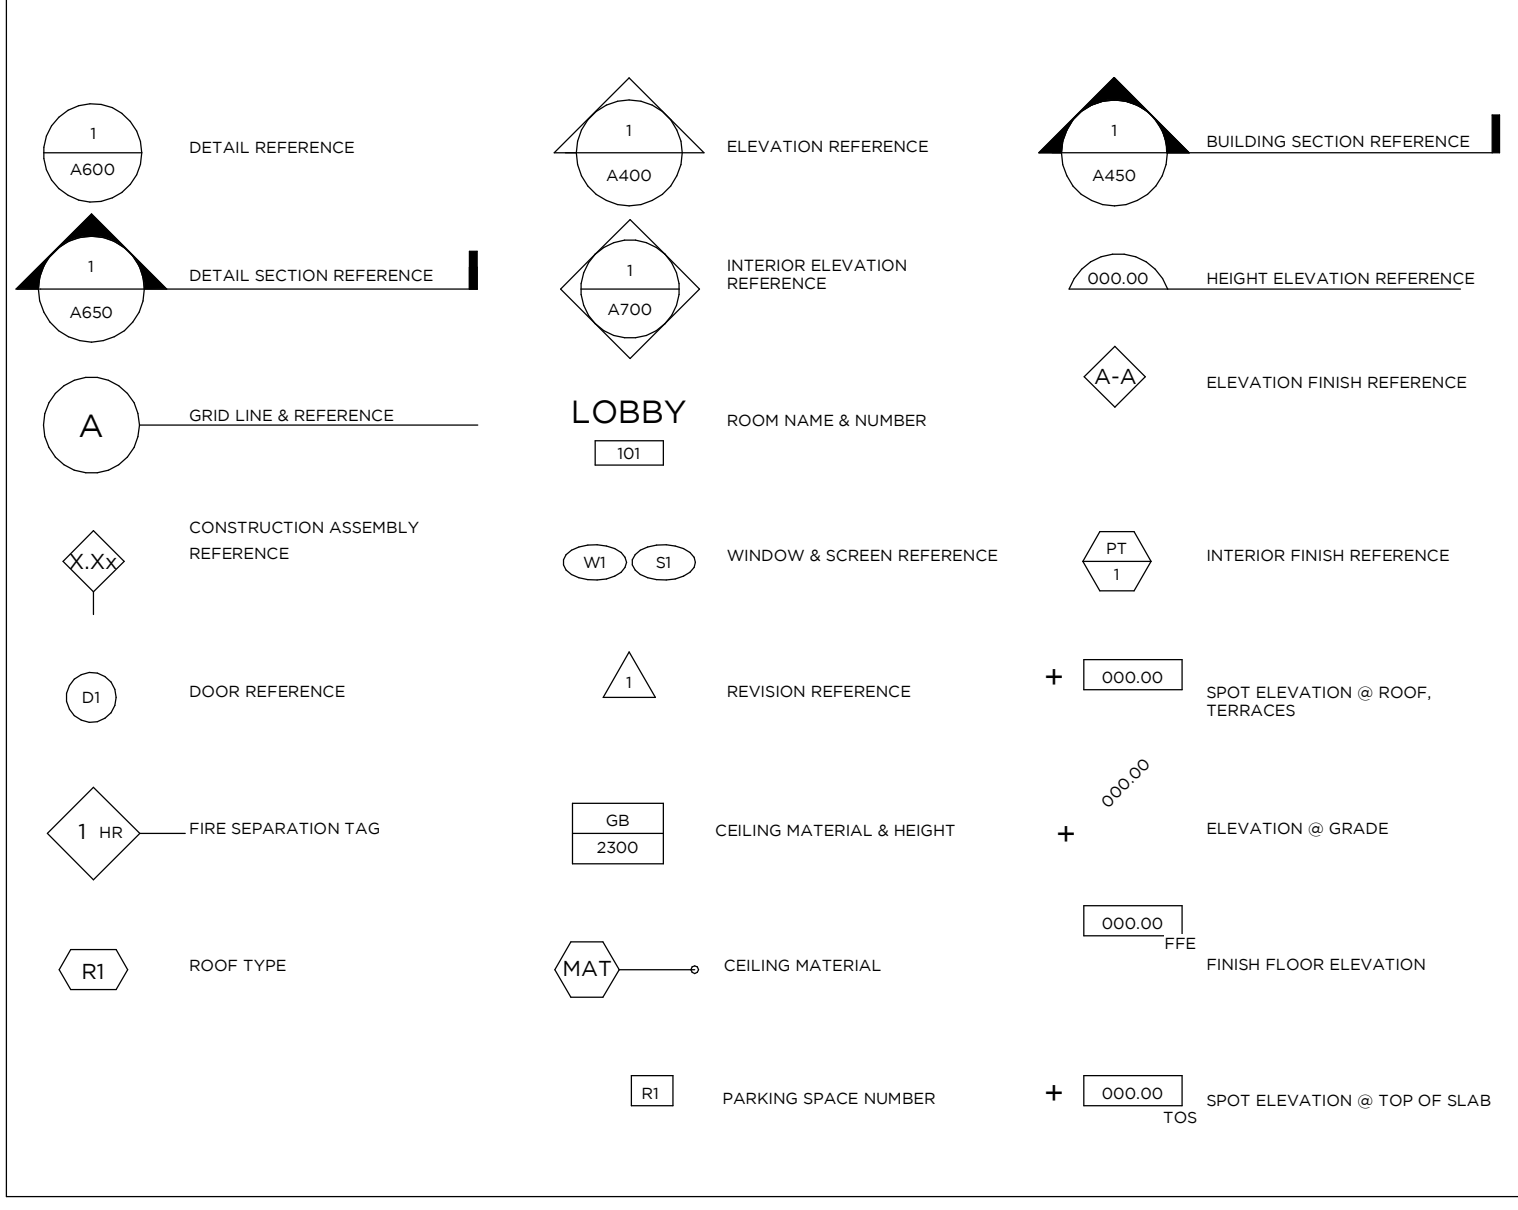 1
A600
DETAIL REFERENCE
1
A400
ELEVATION REFERENCE
1
A450
BUILDING SECTION REFERENCE
1
A650
DETAIL SECTION REFERENCE
1
A700
INTERIOR ELEVATION
REFERENCE
000.00
HEIGHT ELEVATION REFERENCE
A
GRID LINE & REFERENCE
LOBBY
101
ROOM NAME & NUMBER
A-A
ELEVATION FINISH REFERENCE
X.Xx
CONSTRUCTION ASSEMBLY
REFERENCE
W1
S1
WINDOW & SCREEN REFERENCE
PT
1
INTERIOR FINISH REFERENCE
D1
DOOR REFERENCE
1
REVISION REFERENCE
+ 000.00
SPOT ELEVATION @ ROOF,
TERRACES
1 HR
FIRE SEPARATION TAG
GB
2300
CEILING MATERIAL & HEIGHT
000.00
+
ELEVATION @ GRADE
R1
ROOF TYPE
MAT
CEILING MATERIAL
000.00
FFE
FINISH FLOOR ELEVATION
R1
PARKING SPACE NUMBER
+ 000.00
TOS
SPOT ELEVATION @ TOP OF SLAB